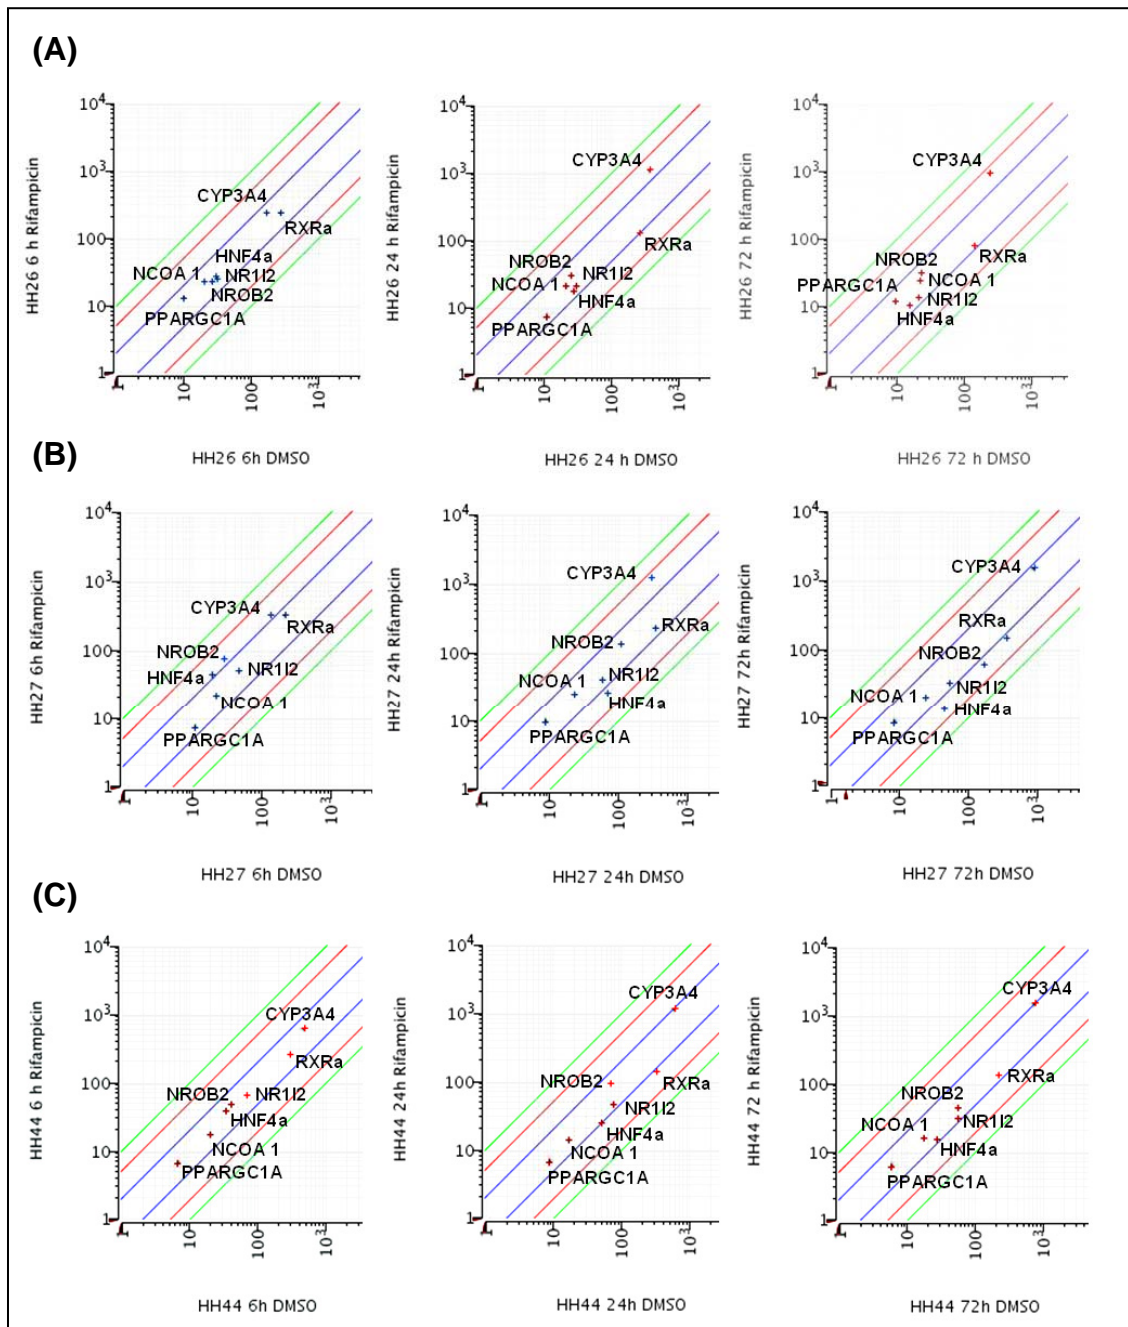 (A)
HH26 6 h Rifampicin
10⁴
10³
100
10
1
CYP3A4
RXRa
HNF4a
NCOA 1
NR1I2
NROB2
PPARGC1A
1
10
100
10³
HH26 6h DMSO
HH26 24 h Rifampicin
10⁴
10³
100
10
1
CYP3A4
RXRa
NROB2
NR1I2
NCOA 1
HNF4a
PPARGC1A
1
10
100
10³
HH26 24 h DMSO
HH26 72 h Rifampicin
10⁴
10³
100
10
1
CYP3A4
RXRa
NROB2
NCOA 1
PPARGC1A
NR1I2
HNF4a
1
10
100
10³
HH26 72 h DMSO
(B)
HH27 6h Rifampicin
10⁴
10³
100
10
1
CYP3A4
RXRa
NROB2
NR1I2
HNF4a
NCOA 1
PPARGC1A
1
10
100
10³
HH27 6h DMSO
HH27 24h Rifampicin
10⁴
10³
100
10
1
CYP3A4
RXRa
NROB2
NCOA 1
NR1I2
HNF4a
PPARGC1A
1
10
100
10³
HH27 24h DMSO
HH27 72h Rifampicin
10⁴
10³
100
10
1
CYP3A4
RXRa
NROB2
NCOA 1
NR1I2
HNF4a
PPARGC1A
1
10
100
10³
HH27 72h DMSO
(C)
HH44 6 h Rifampicin
10⁴
10³
100
10
1
CYP3A4
RXRa
NROB2
NR1I2
HNF4a
NCOA 1
PPARGC1A
1
10
100
10³
HH44 6h DMSO
HH44 24h Rifampicin
10⁴
10³
100
10
1
CYP3A4
NROB2
RXRa
NR1I2
HNF4a
NCOA 1
PPARGC1A
1
10
100
10³
HH44 24h DMSO
HH44 72 h Rifampicin
10⁴
10³
100
10
1
CYP3A4
RXRa
NROB2
NCOA 1
NR1I2
HNF4a
PPARGC1A
1
10
100
10³
HH44 72h DMSO